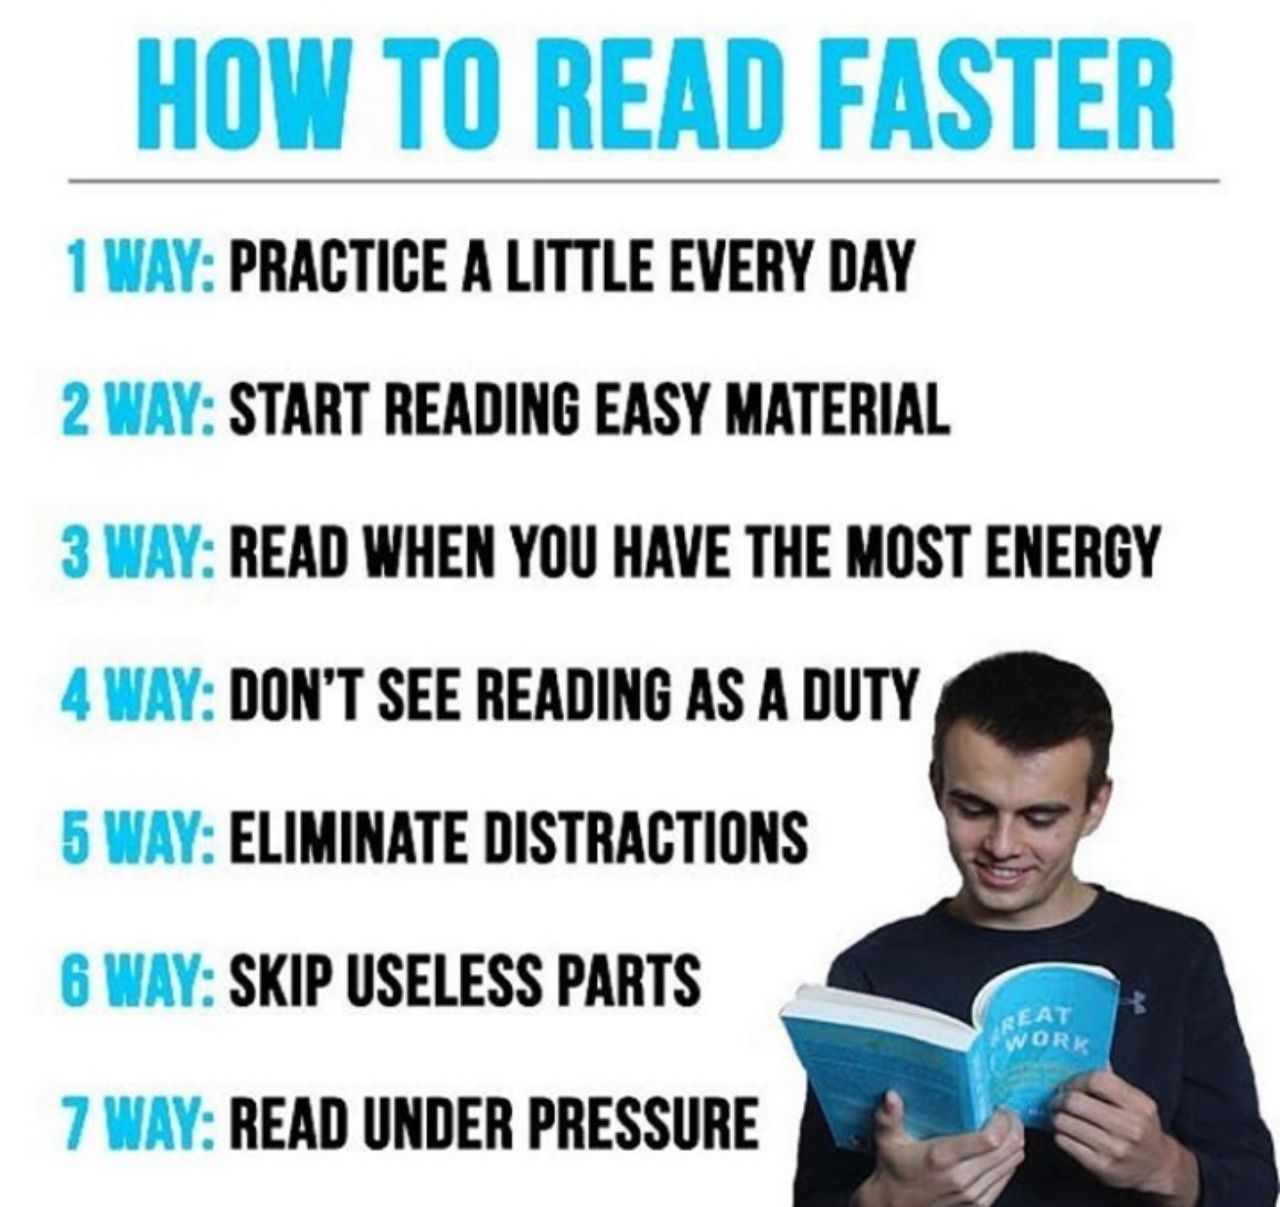 HOW TO READ FASTER
1 WAY: PRACTICE A LITTLE EVERY DAY
2 WAY: START READING EASY MATERIAL
3 WAY: READ WHEN YOU HAVE THE MOST ENERGY
4 WAY: DON'T SEE READING AS A DUTY
5 WAY: ELIMINATE DISTRACTIONS
6 WAY: SKIP USELESS PARTS
REAT
WORK
7 WAY: READ UNDER PRESSURE